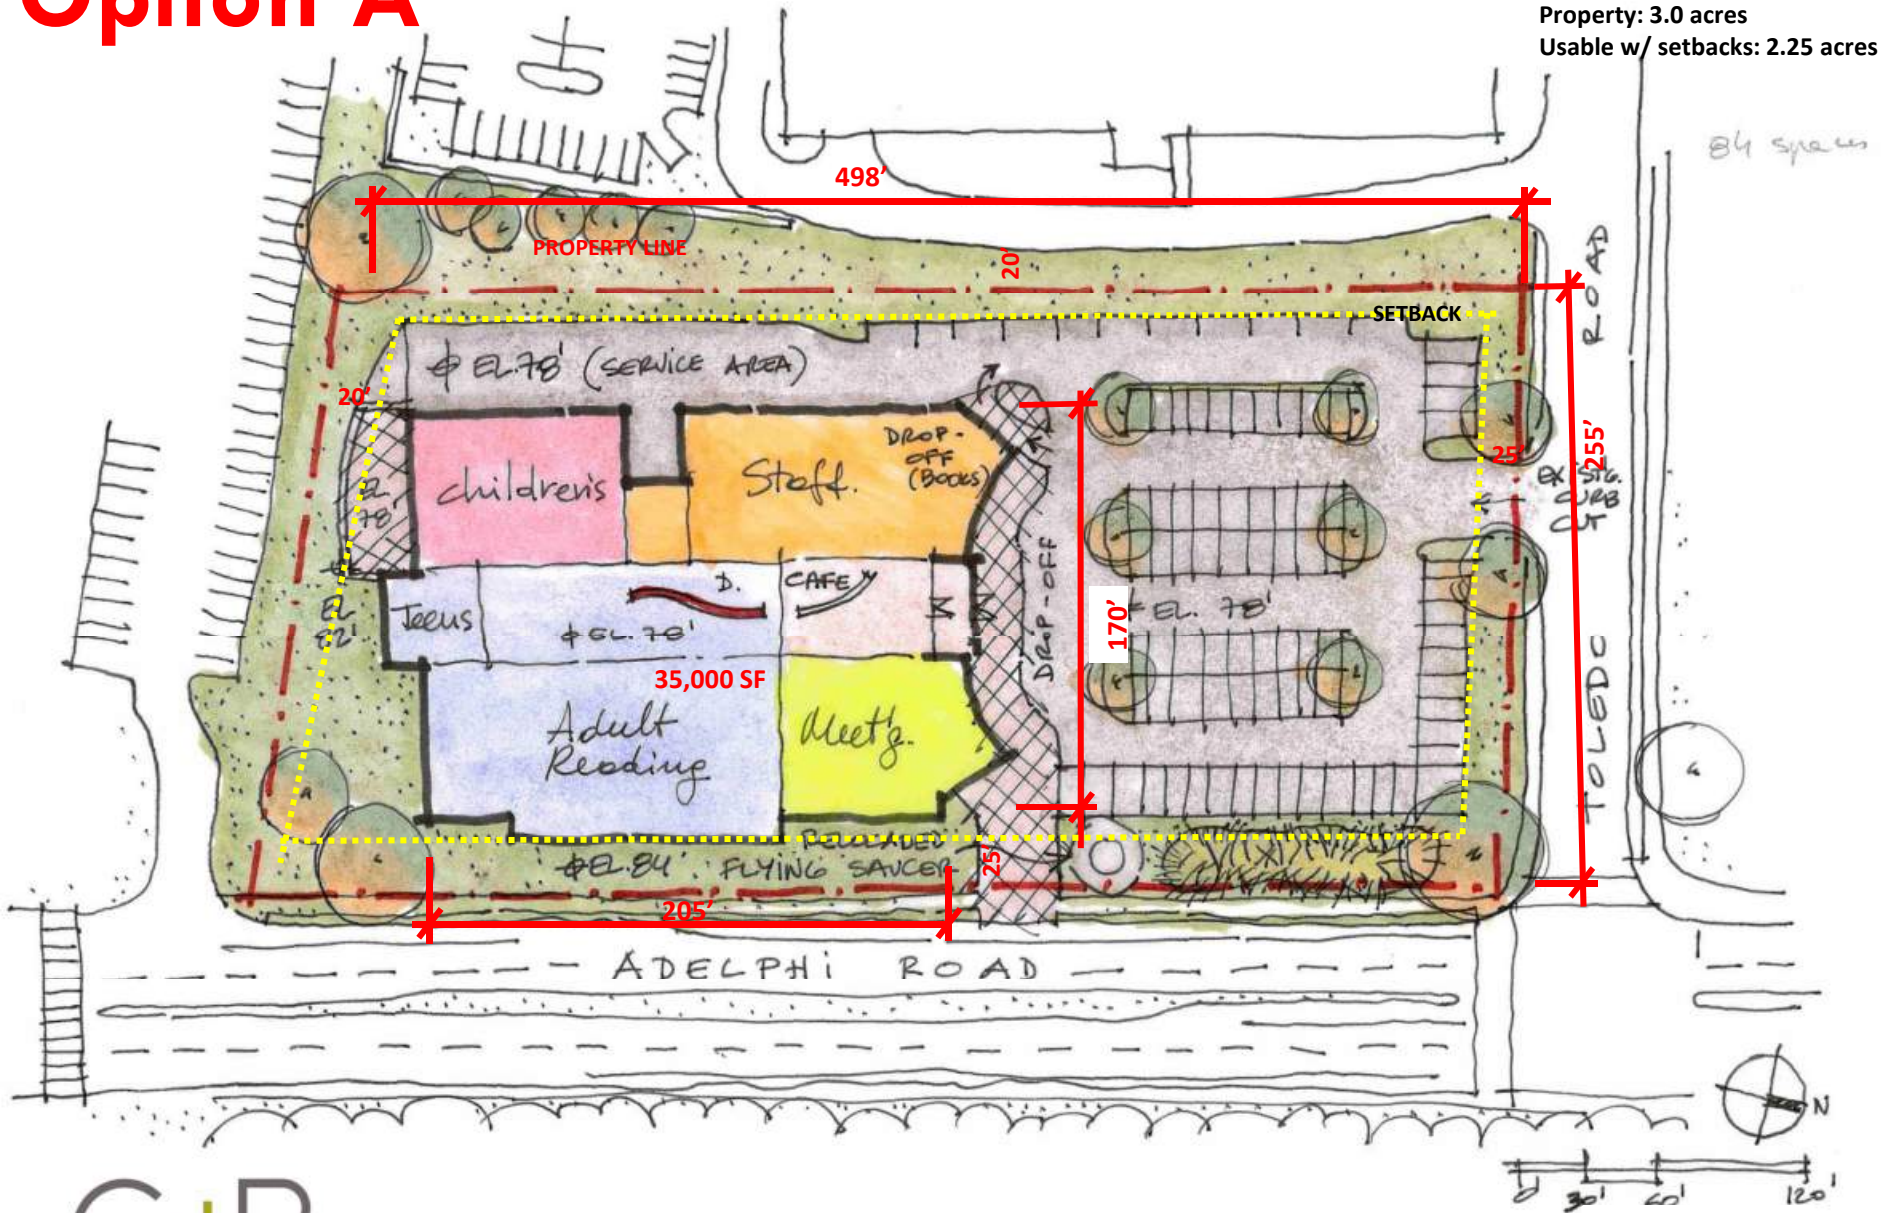 Option A
Property: 3.0 acres
Usable w/ setbacks: 2.25 acres
84 spaces
498'
PROPERTY LINE
20'
SETBACK
ROAD
⌖ EL.78' (SERVICE AREA)
20'
255'
25'
DROP-
OFF
(BOOKS)
children's
Staff.
EL.
78'
EXIST'G.
CURB
CUT
DROP-OFF
D.
CAFE
Teens
EL
82'
⌖ EL. 78'
170'
EL. 78'
35,000 SF
Adult
Reading
Meet'g.
TOLEDO
⌖EL.84'
FLYING SAUCER
25'
205'
ADELPHI ROAD
N
0' 30' 60' 120'